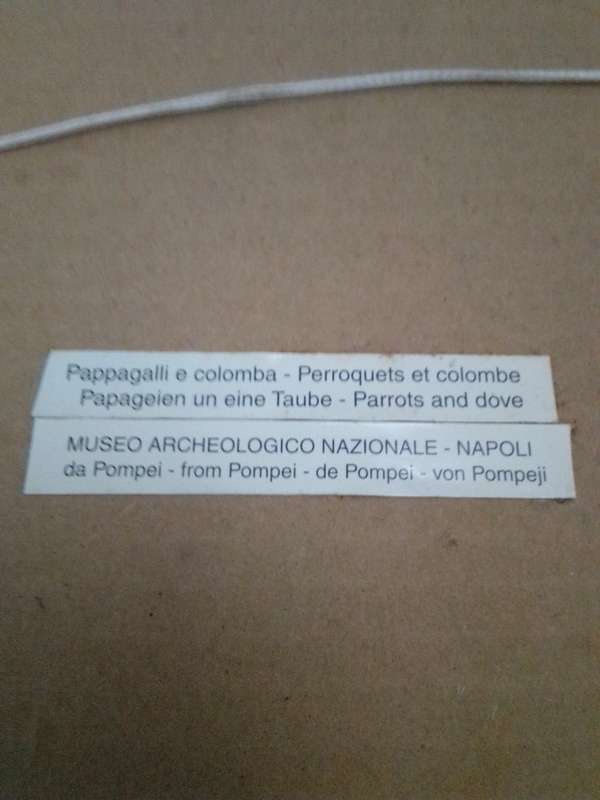 Pappagalli e colomba - Perroquets et colombe
Papageien un eine Taube - Parrots and dove
MUSEO ARCHEOLOGICO NAZIONALE - NAPOLI
da Pompei - from Pompei - de Pompei - von Pompeji